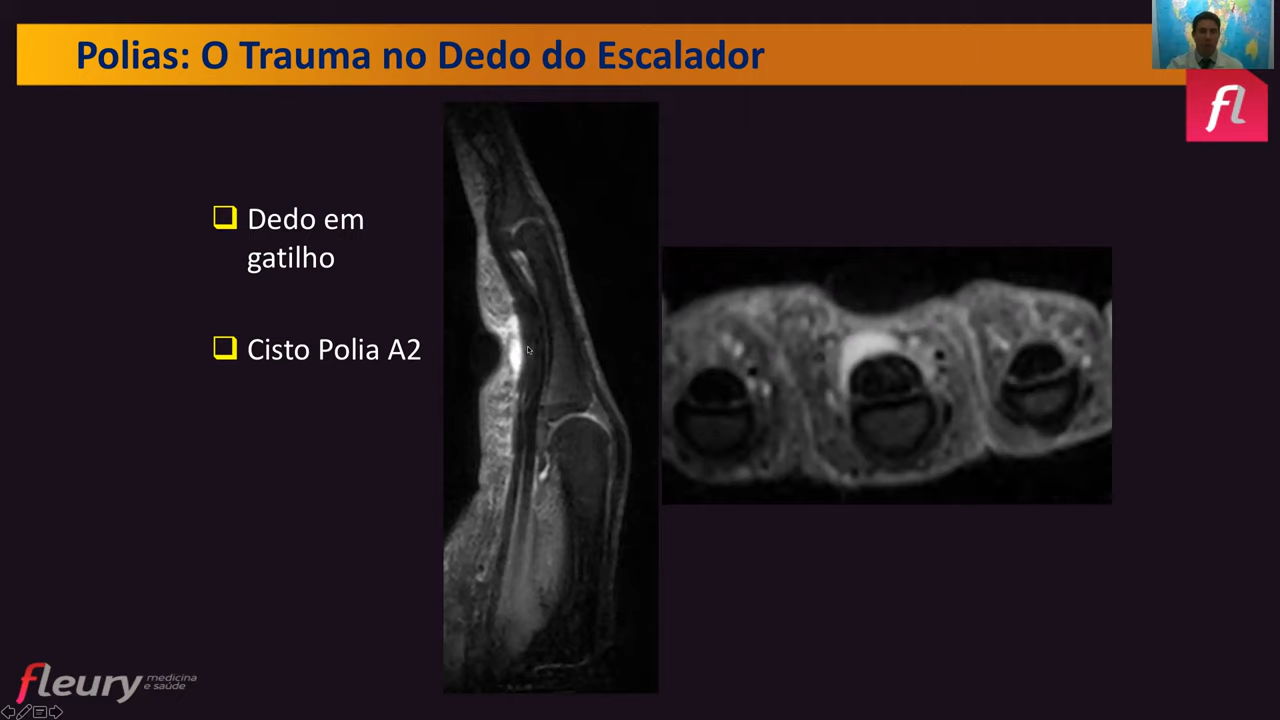 Polias: O Trauma no Dedo do Escalador
fl
Dedo em
gatilho
Cisto Polia A2
fleury medicina
e saúde